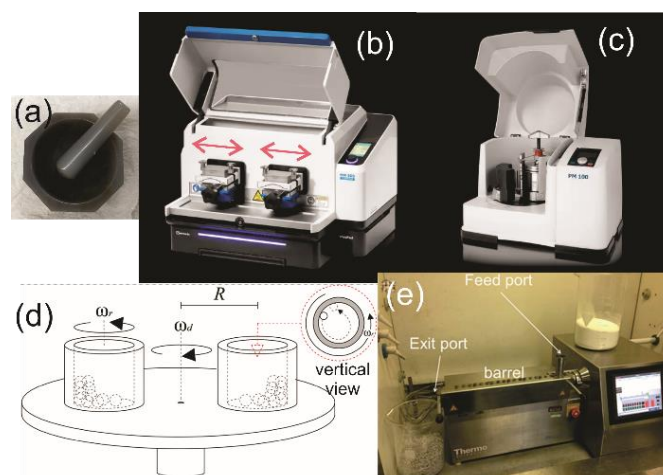 (a)
(b)
(c)
PM 100
(d)
ωr
ωd
R
vertical
view
(e)
Feed port
Exit port
barrel
Thermo